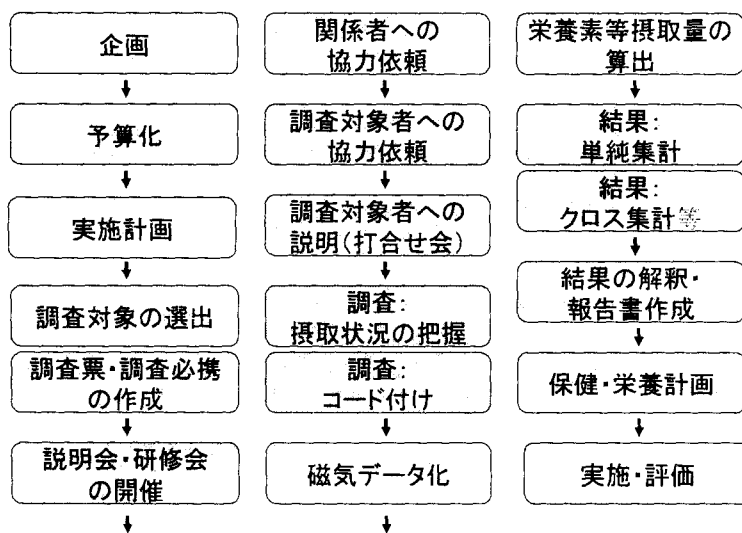 企画
予算化
実施計画
調査対象の選出
調査票・調査必携
の作成
説明会・研修会
の開催
関係者への
協力依頼
調査対象者への
協力依頼
調査対象者への
説明(打合せ会)
調査:
摂取状況の把握
調査:
コード付け
磁気データ化
栄養素等摂取量の
算出
結果:
単純集計
結果:
クロス集計等
結果の解釈・
報告書作成
保健・栄養計画
実施・評価